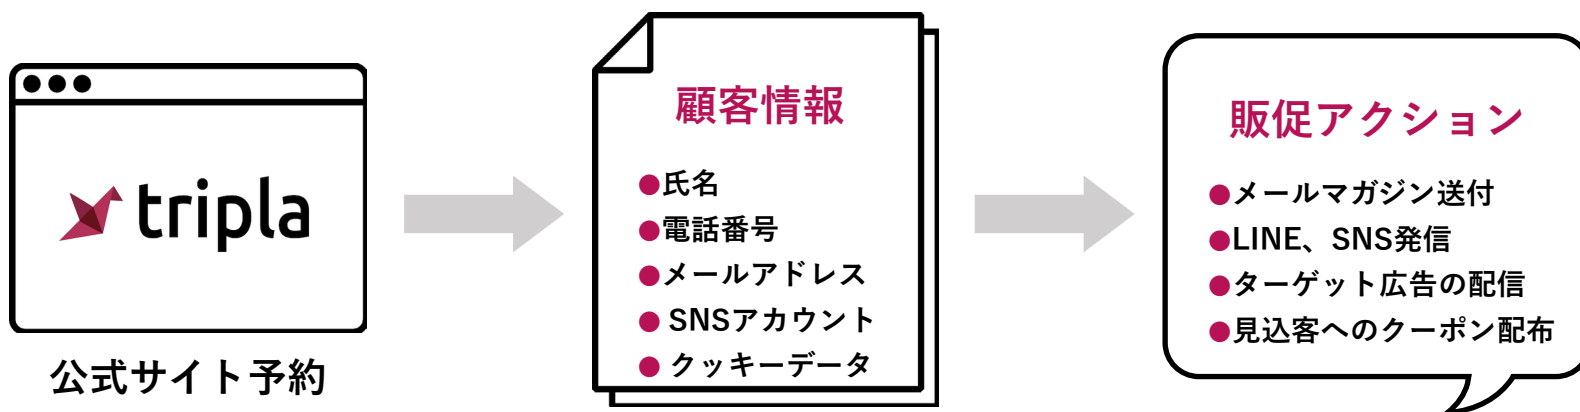 tripla
公式サイト予約
顧客情報
●氏名
●電話番号
●メールアドレス
●SNSアカウント
●クッキーデータ
販促アクション
●メールマガジン送付
●LINE、SNS発信
●ターゲット広告の配信
●見込客へのクーポン配布